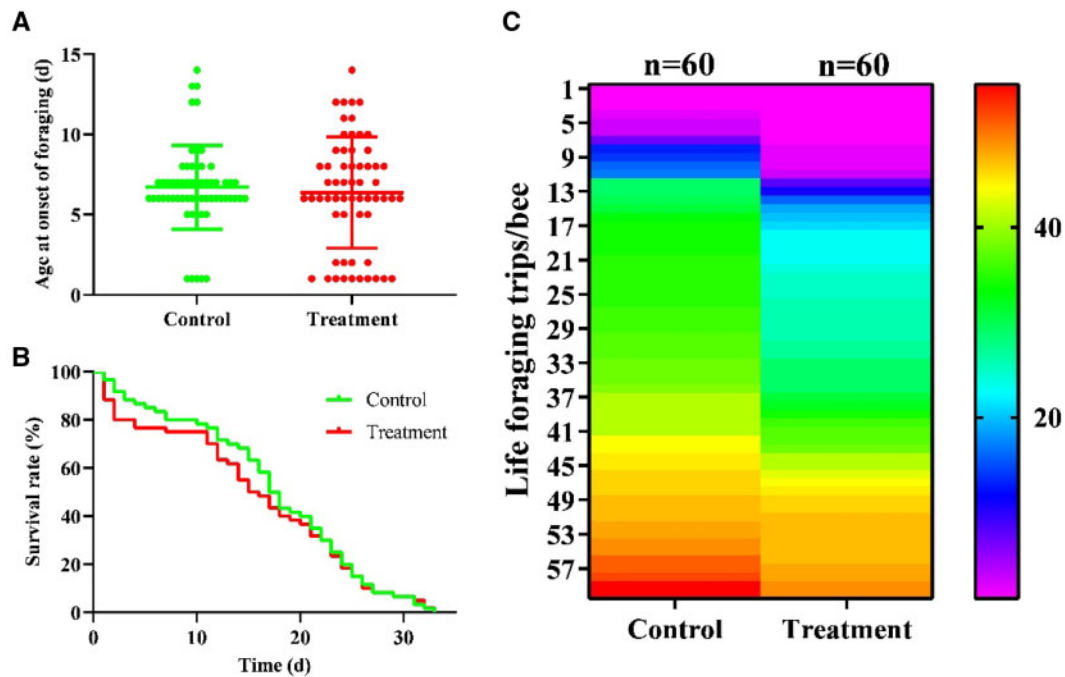 A
Age at onset of foraging (d)
15
10
5
0
Control
Treatment
B
Survival rate (%)
100
80
60
40
20
0
Control
Treatment
0
10
20
30
Time (d)
C
n=60
n=60
Life foraging trips/bee
1
5
9
13
17
21
25
29
33
37
41
45
49
53
57
Control
Treatment
40
20